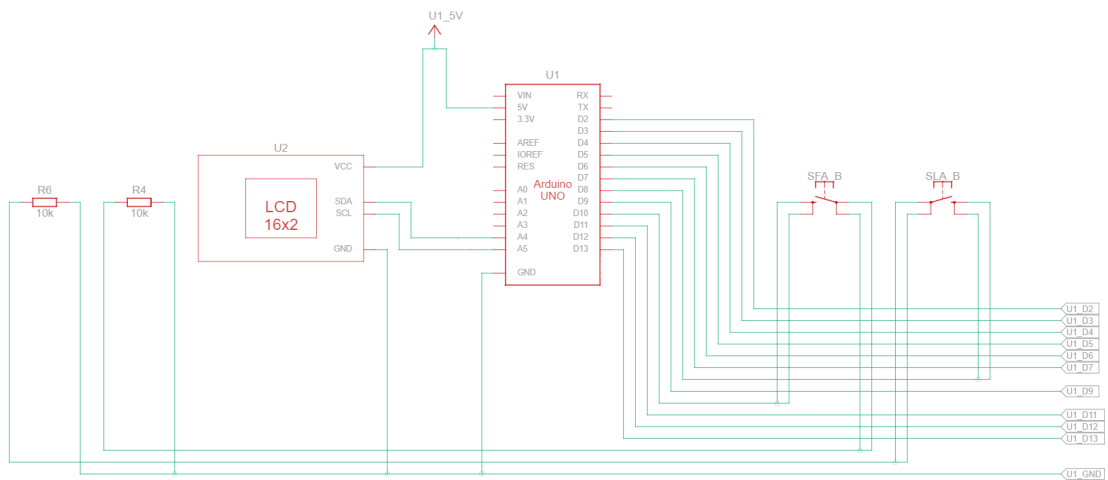 U1_5V
U1
VIN
5V
3.3V
AREF
IOREF
RES
A0
A1
A2
A3
A4
A5
GND
Arduino
UNO
RX
TX
D2
D3
D4
D5
D6
D7
D8
D9
D10
D11
D12
D13
U2
VCC
SDA
SCL
GND
LCD
16x2
R6
10k
R4
10k
SFA_B
SLA_B
U1_D2
U1_D3
U1_D4
U1_D5
U1_D6
U1_D7
U1_D9
U1_D11
U1_D12
U1_D13
U1_GND